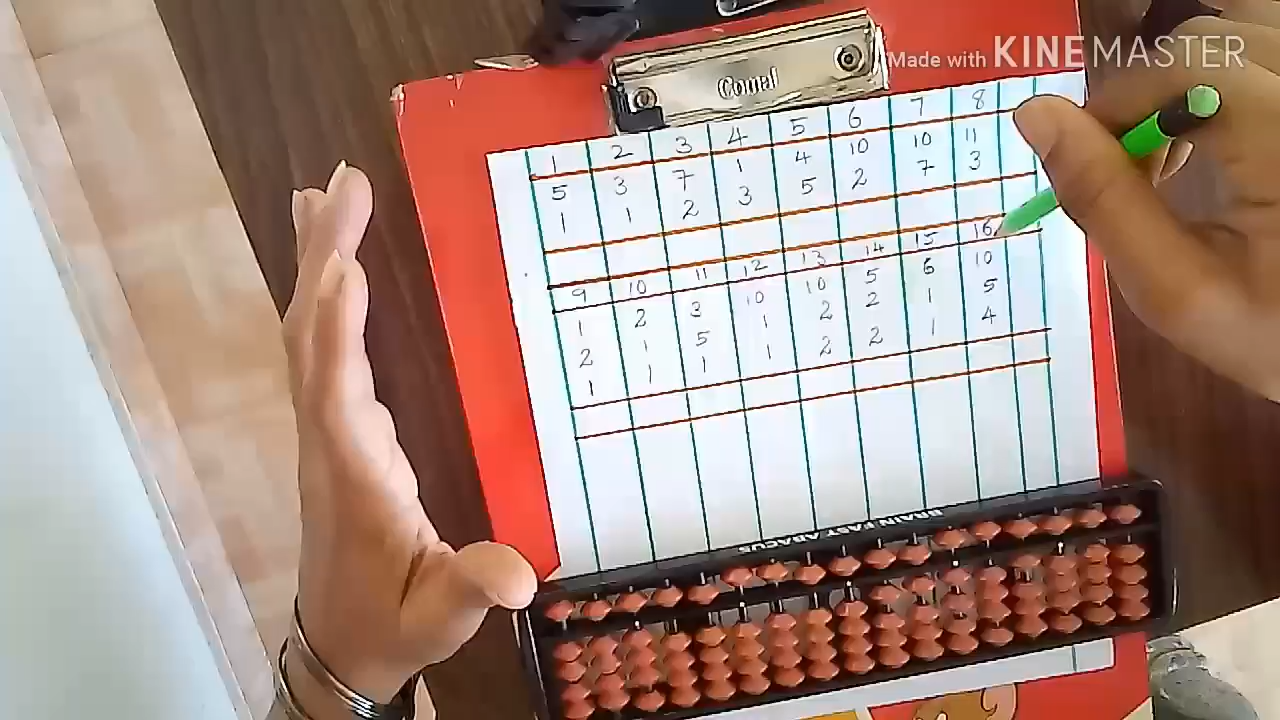 Made with KINEMASTER
1 2 3 4 5 6 7 8
5 3 7 1 4 10 10 11
1 1 2 3 5 2 7 3
9 10 11 12 13 14 15 16
1 2 3 10 10 5 6 10
2 1 5 1 2 2 1 5
1 1 1 1 2 2 1 4
BRAIN FAST ABACUS